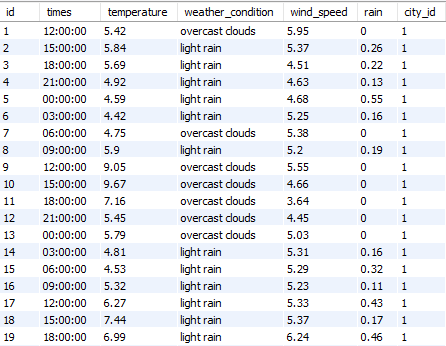 id times temperature weather_condition wind_speed rain city_id
1 12:00:00 5.42 overcast clouds 5.95 0 1
2 15:00:00 5.84 light rain 5.37 0.26 1
3 18:00:00 5.69 light rain 4.51 0.22 1
4 21:00:00 4.92 light rain 4.63 0.13 1
5 00:00:00 4.59 light rain 4.68 0.55 1
6 03:00:00 4.42 light rain 5.25 0.16 1
7 06:00:00 4.75 overcast clouds 5.38 0 1
8 09:00:00 5.9 light rain 5.2 0.19 1
9 12:00:00 9.05 overcast clouds 5.55 0 1
10 15:00:00 9.67 overcast clouds 4.66 0 1
11 18:00:00 7.16 overcast clouds 3.64 0 1
12 21:00:00 5.45 overcast clouds 4.45 0 1
13 00:00:00 5.79 overcast clouds 5.03 0 1
14 03:00:00 4.81 light rain 5.31 0.16 1
15 06:00:00 4.53 light rain 5.29 0.32 1
16 09:00:00 5.32 light rain 5.23 0.11 1
17 12:00:00 6.27 light rain 5.33 0.43 1
18 15:00:00 7.44 light rain 5.37 0.17 1
19 18:00:00 6.99 light rain 6.24 0.46 1